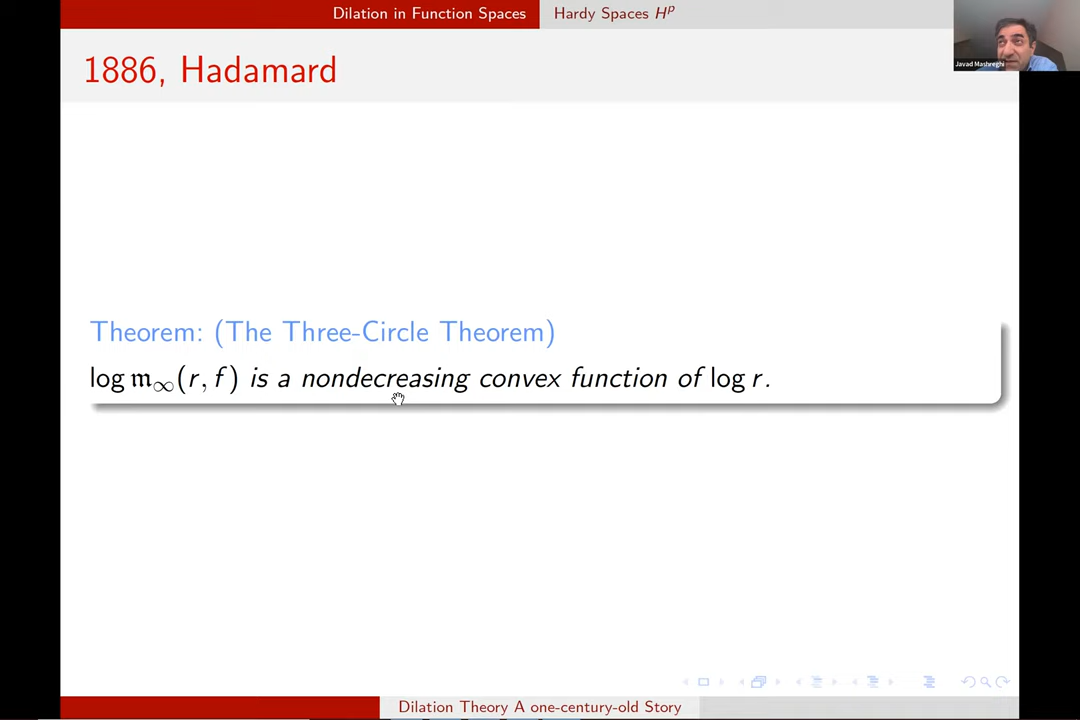 Dilation in Function Spaces Hardy Spaces Hᵖ
Javad Mashreghi
1886, Hadamard
Theorem: (The Three-Circle Theorem)
log 𝔪∞(r, f) is a nondecreasing convex function of log r.
Dilation Theory A one-century-old Story